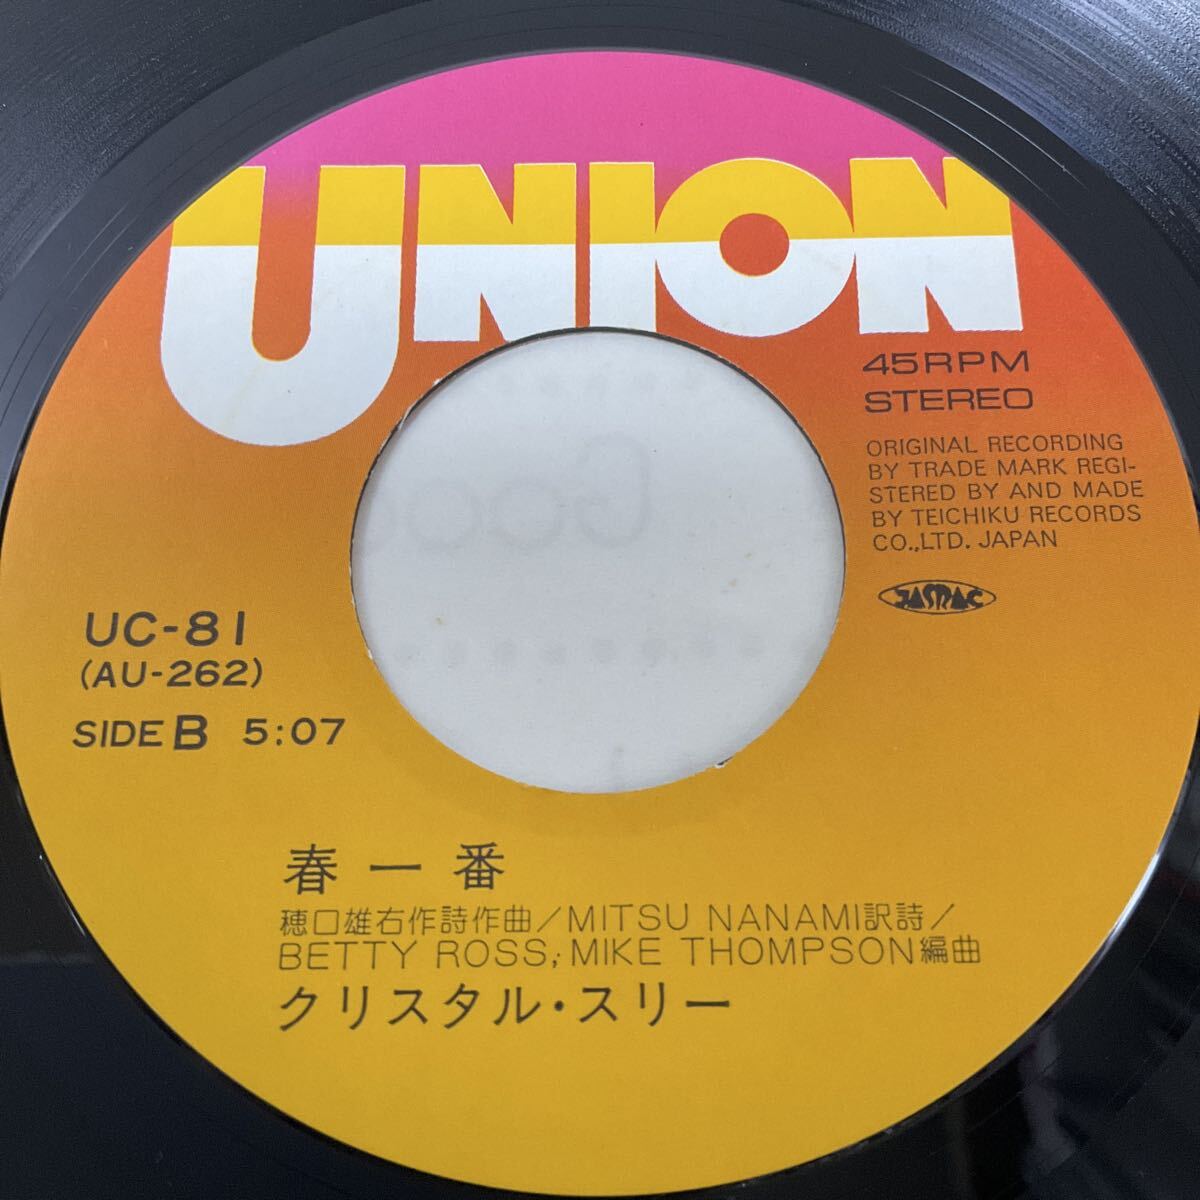 UNION
45RPM
STEREO
ORIGINAL RECORDING
BY TRADE MARK REGI-
STERED BY AND MADE
BY TEICHIKU RECORDS
CO.,LTD. JAPAN
JASRAC
UC-81
(AU-262)
SIDE B 5:07
春一番
穂口雄右作詩作曲/MITSU NANAMI訳詩/
BETTY ROSS, MIKE THOMPSON編曲
クリスタル・スリー